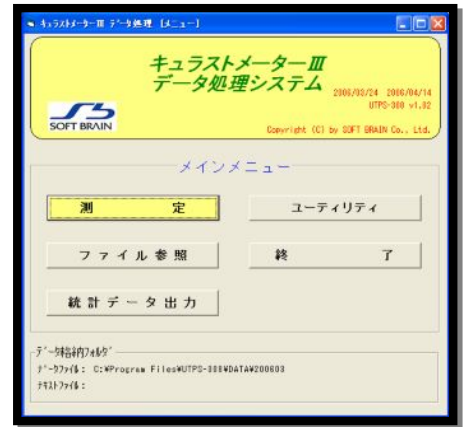 キュラストメーターⅢ データ処理 [メニュー]
キュラストメーターⅢ
データ処理システム
2006/03/24 2006/04/14
UTPS-308 v1.02
SOFT BRAIN
Copyright (C) by SOFT BRAIN Co., Ltd.
メインメニュー
測 定
ユーティリティ
ファイル参照
終 了
統計データ出力
データ格納フォルダ
データファイル: C:¥Program Files¥UTPS-308¥DATA¥200603
テキストファイル: